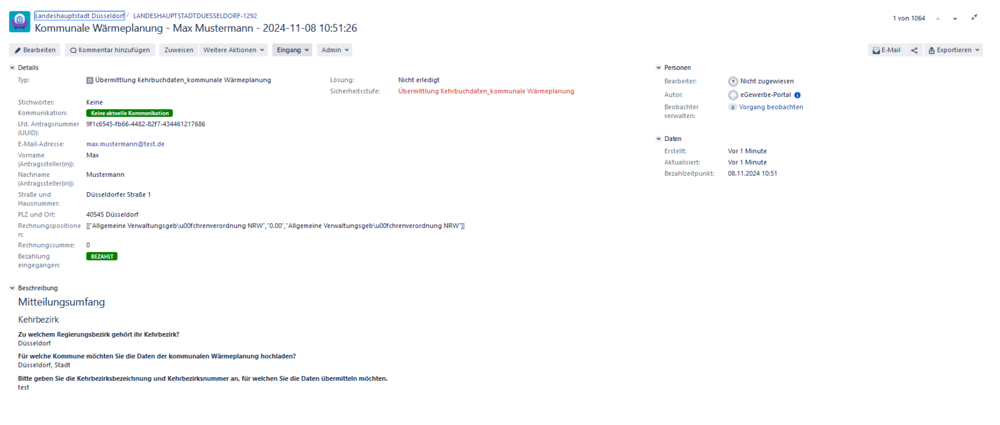 Landeshauptstadt Düsseldorf / LANDESHAUPTSTADTDUESSELDORF-1292
Kommunale Wärmeplanung - Max Mustermann - 2024-11-08 10:51:26
1 von 1064
Bearbeiten Kommentar hinzufügen Zuweisen Weitere Aktionen Eingang Admin E-Mail Exportieren
Details
Typ: Übermittlung Kehrbuchdaten_kommunale Wärmeplanung
Lösung: Nicht erledigt
Sicherheitsstufe: Übermittlung Kehrbuchdaten_kommunale Wärmeplanung
Stichwörter: Keine
Kommunikation: Keine aktuelle Kommunikation
Lfd. Antragsnummer 9f1c6545-fb66-4482-82f7-434461217686
(UUID):
E-Mail-Adresse: max.mustermann@test.de
Vorname Max
(Antragssteller(in)):
Nachname Mustermann
(Antragssteller(in)):
Straße und Düsseldorfer Straße 1
Hausnummer:
PLZ und Ort: 40545 Düsseldorf
Rechnungspositione [["Allgemeine Verwaltungsgeb\u00fchrenverordnung NRW","0.00","Allgemeine Verwaltungsgeb\u00fchrenverordnung NRW"]]
n:
Rechnungssumme: 0
Bezahlung BEZAHLT
eingegangen:
Personen
Bearbeiter: ? Nicht zugewiesen
Autor: eGewerbe-Portal
Beobachter 0 Vorgang beobachten
verwalten:
Daten
Erstellt: Vor 1 Minute
Aktualisiert: Vor 1 Minute
Bezahlzeitpunkt: 08.11.2024 10:51
Beschreibung
Mitteilungsumfang
Kehrbezirk
Zu welchem Regierungsbezirk gehört ihr Kehrbezirk?
Düsseldorf
Für welche Kommune möchten Sie die Daten der kommunalen Wärmeplanung hochladen?
Düsseldorf, Stadt
Bitte geben Sie die Kehrbezirksbezeichnung und Kehrbezirksnummer an, für welchen Sie die Daten übermitteln möchten.
test